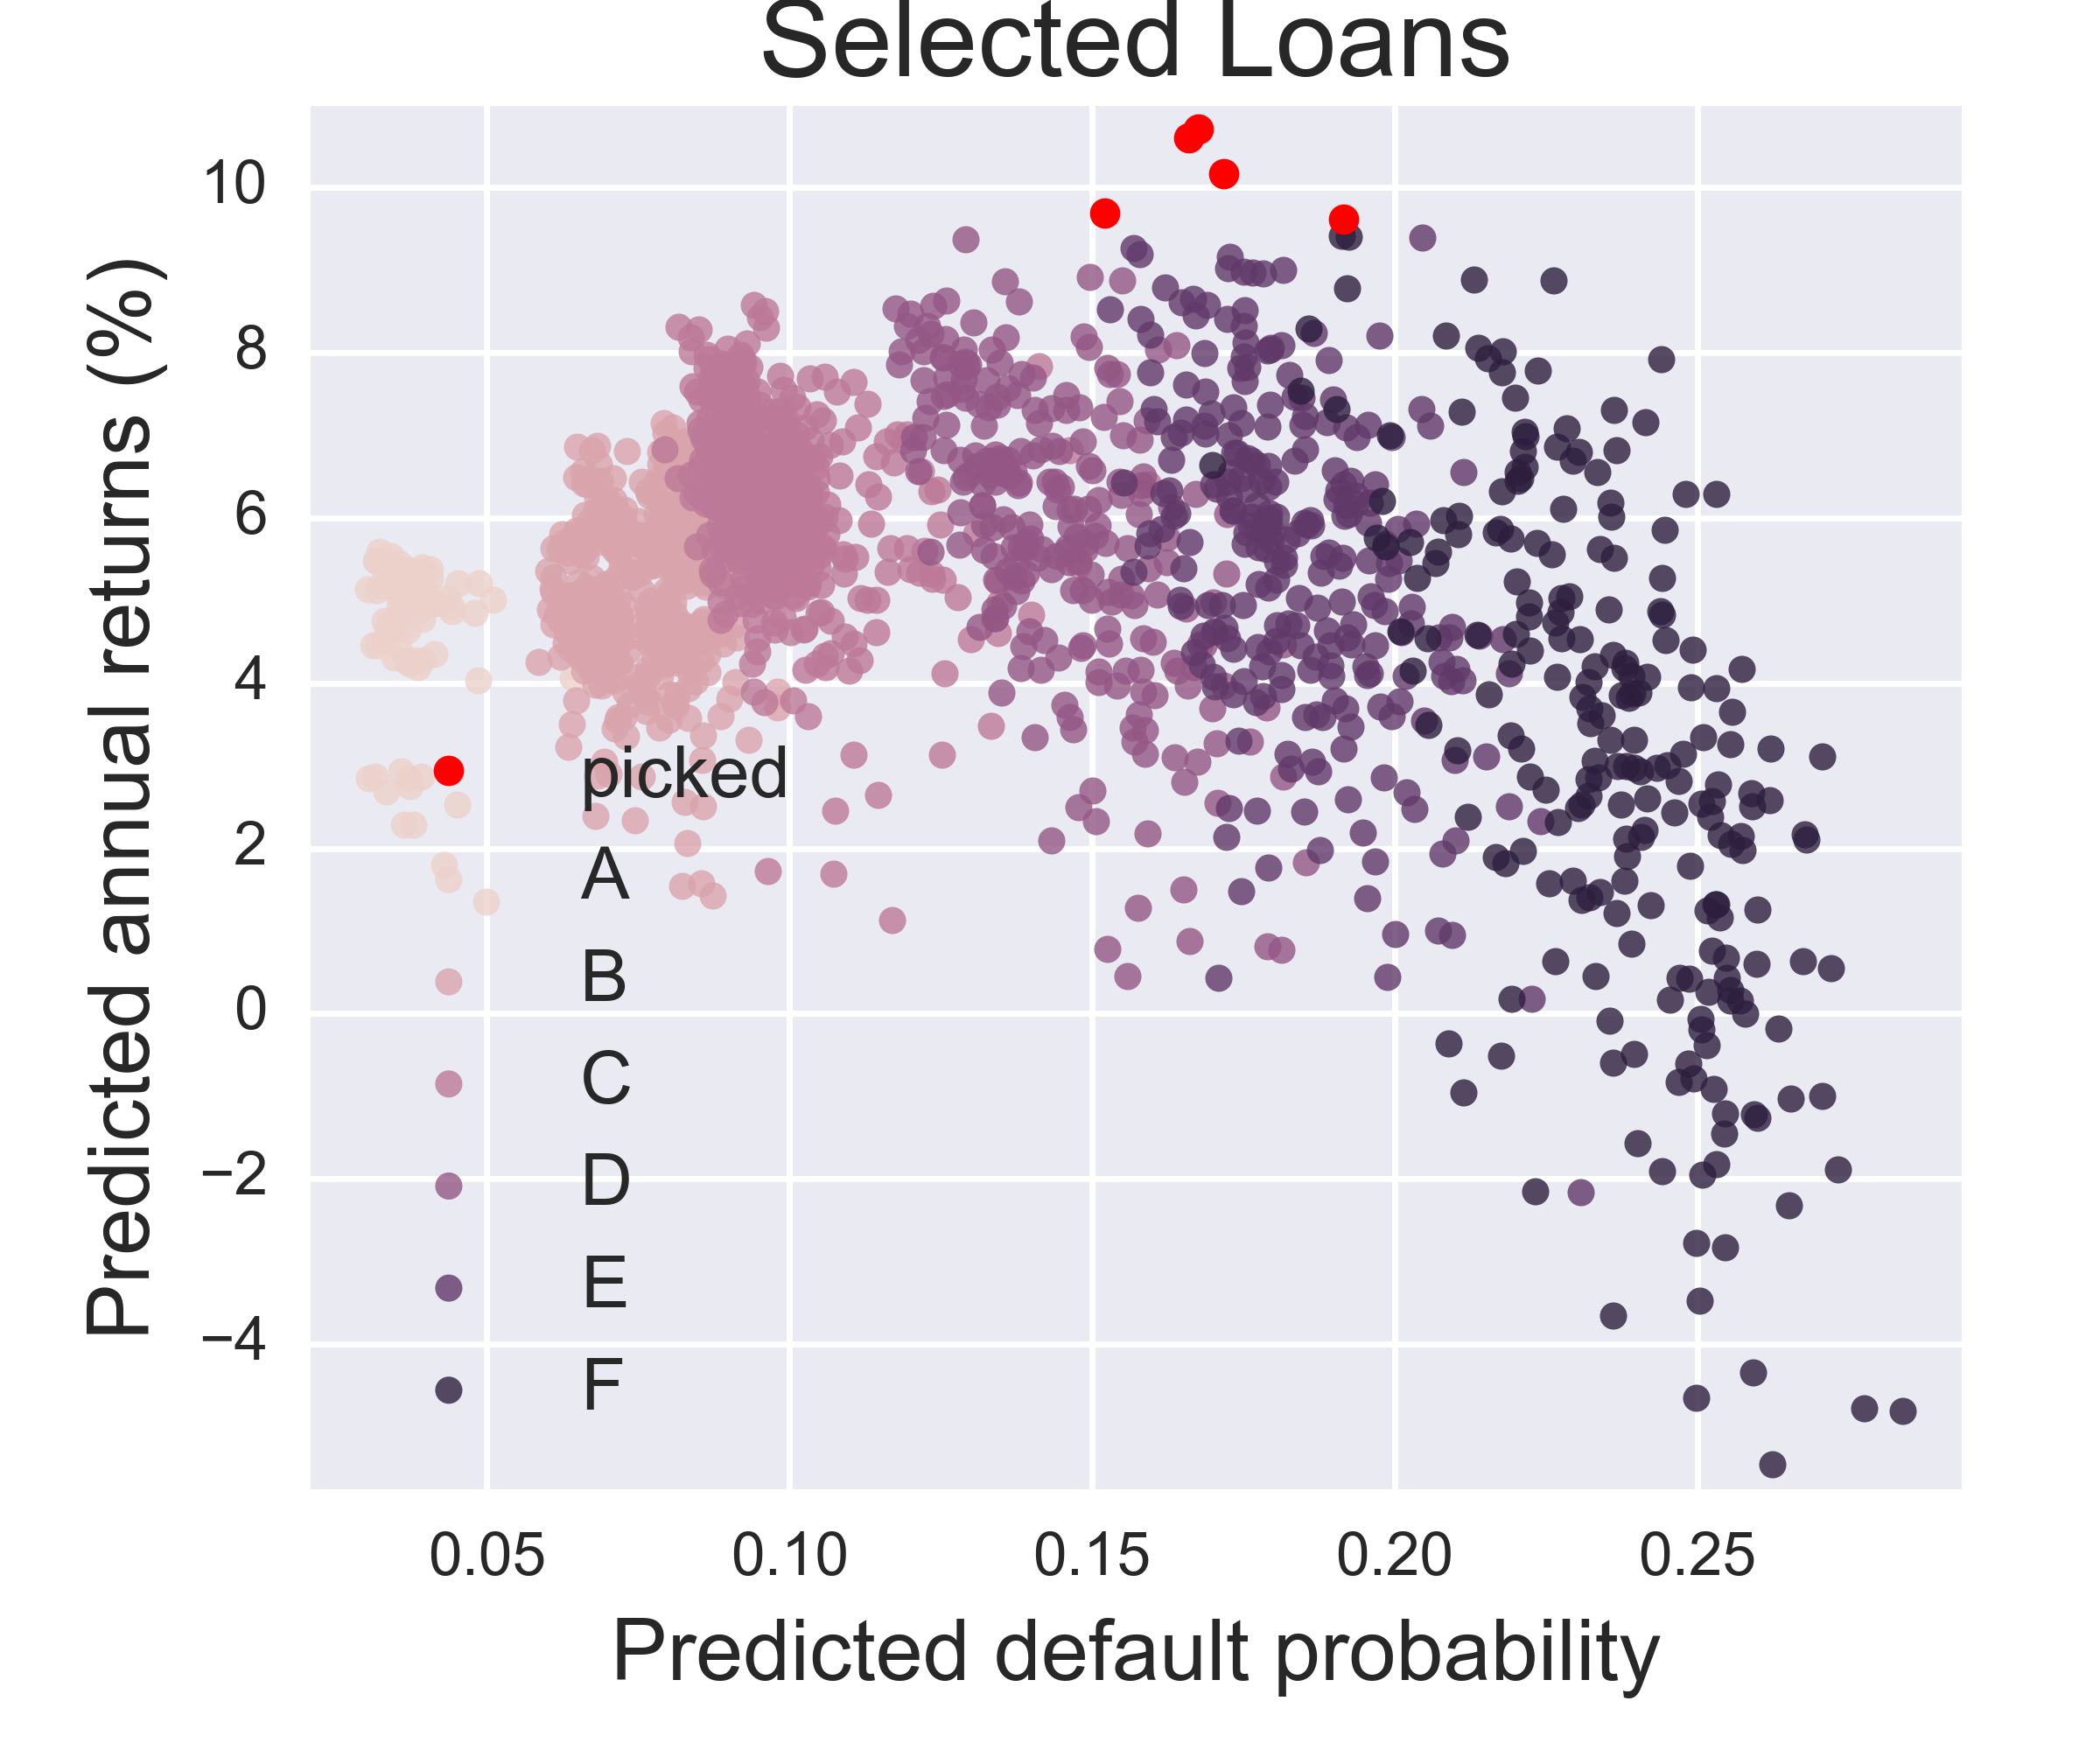 Selected Loans
Predicted annual returns (%)
10
8
6
4
2
0
−2
−4
picked
A
B
C
D
E
F
0.05 0.10 0.15 0.20 0.25
Predicted default probability